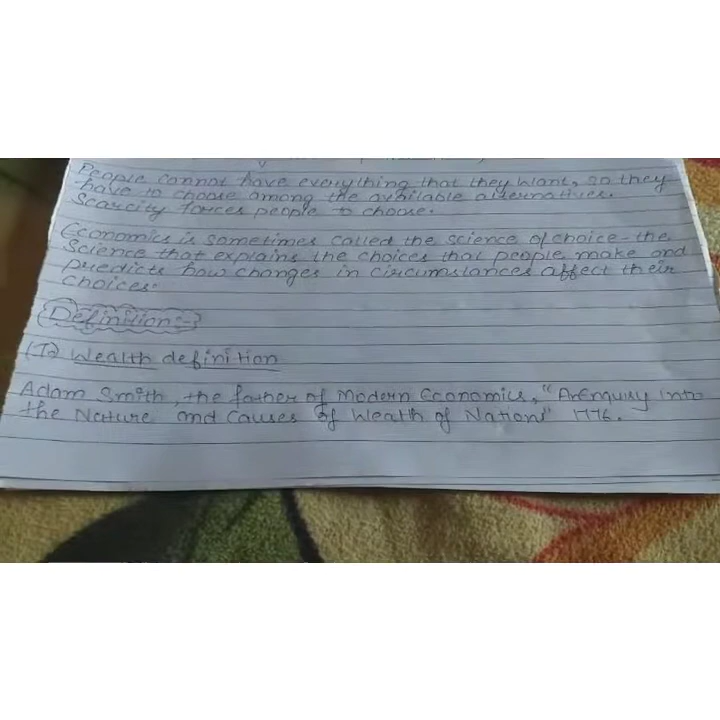 People cannot have everything that they want, so they
have to choose among the available alternatives.
Scarcity forces people to choose.
Economics is sometimes called the science of choice - the
Science that explains the choices that people make and
predicts how changes in circumstances affect their
choices.
Definition :-
(I) Wealth definition
Adam Smith, the father of Modern Economics, "An Enquiry into
the Nature and Causes of Wealth of Nations" 1776.